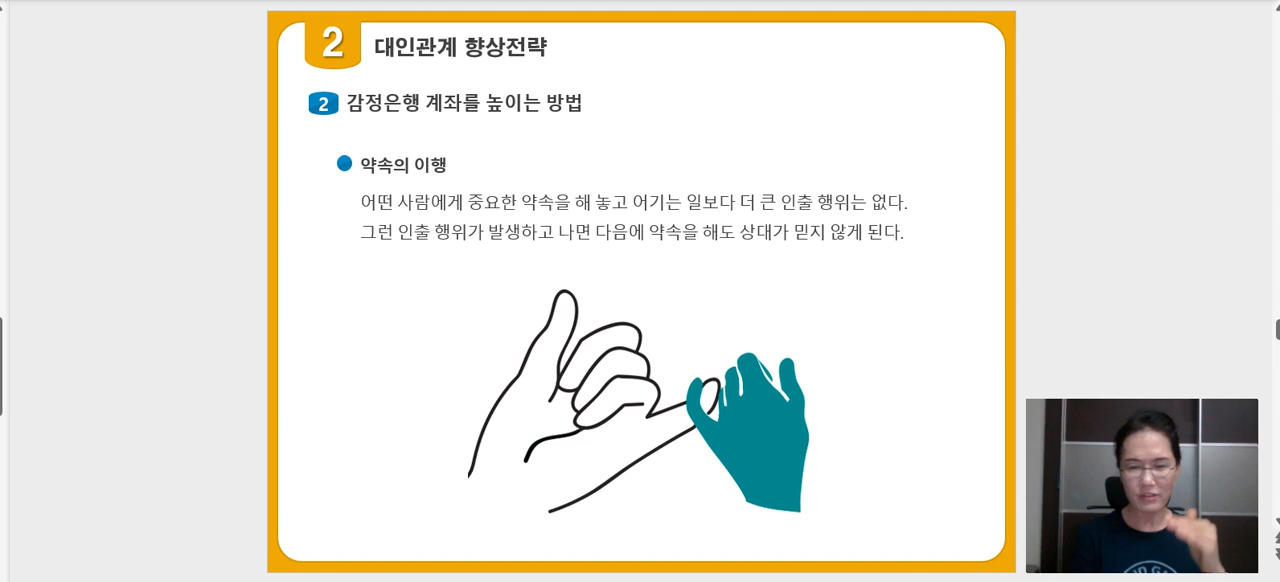 2
대인관계 향상전략
2 감정은행 계좌를 높이는 방법
약속의 이행
어떤 사람에게 중요한 약속을 해 놓고 어기는 일보다 더 큰 인출 행위는 없다.
그런 인출 행위가 발생하고 나면 다음에 약속을 해도 상대가 믿지 않게 된다.